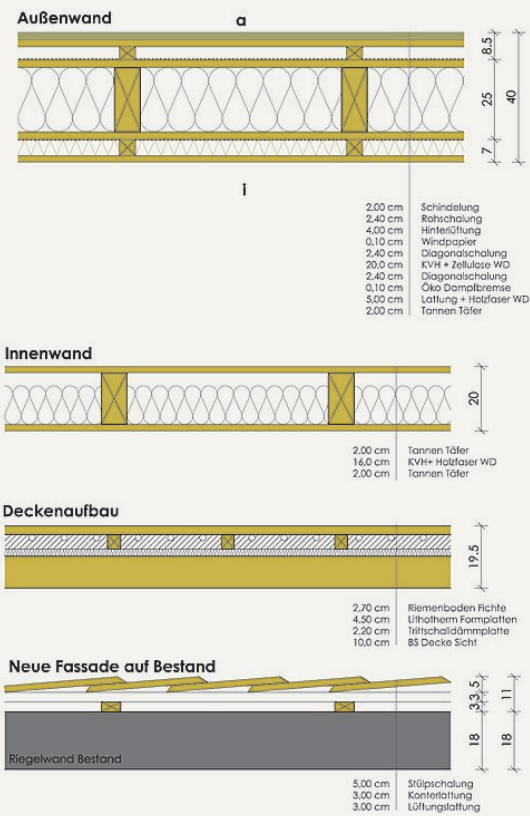 Außenwand
a
8.5
25
40
7
i
2,00 cm Schindelung
2,40 cm Rohschalung
4,00 cm Hinterlüftung
0,10 cm Windpapier
2,40 cm Diagonalschalung
20,0 cm KVH + Zellulose WD
2,40 cm Diagonalschalung
0,10 cm Öko Dampfbremse
5,00 cm Lattung + Holzfaser WD
2,00 cm Tannen Täfer
Innenwand
20
2,00 cm Tannen Täfer
16,0 cm KVH+ Holzfaser WD
2,00 cm Tannen Täfer
Deckenaufbau
19.5
2,70 cm Riemenboden Fichte
4,50 cm Lithotherm Formplatten
2,20 cm Trittschalldämmplatte
10,0 cm BS Decke Sicht
Neue Fassade auf Bestand
3 3 5
11
18
18
Riegelwand Bestand
5,00 cm Stülpschalung
3,00 cm Konterlattung
3,00 cm Lüftungslattung